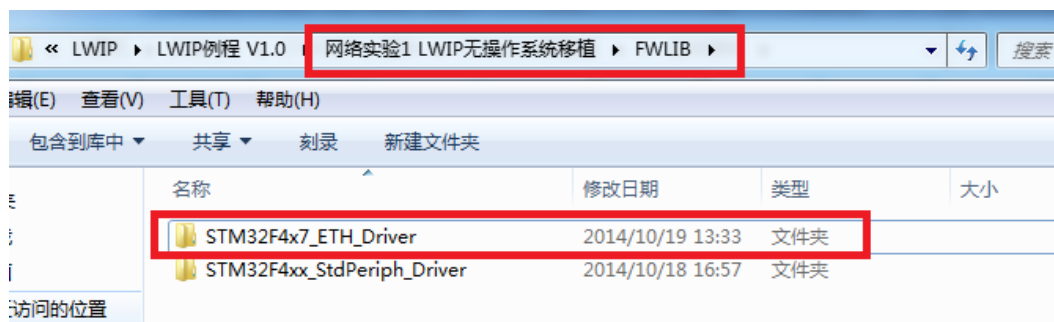 « LWIP ▸ LWIP例程 V1.0 ▸ 网络实验1 LWIP无操作系统移植 ▸ FWLIB ▸ 搜索
辑(E) 查看(V) 工具(T) 帮助(H)
包含到库中 共享 刻录 新建文件夹
名称 修改日期 类型 大小
STM32F4x7_ETH_Driver 2014/10/19 13:33 文件夹
STM32F4xx_StdPeriph_Driver 2014/10/18 16:57 文件夹
访问的位置